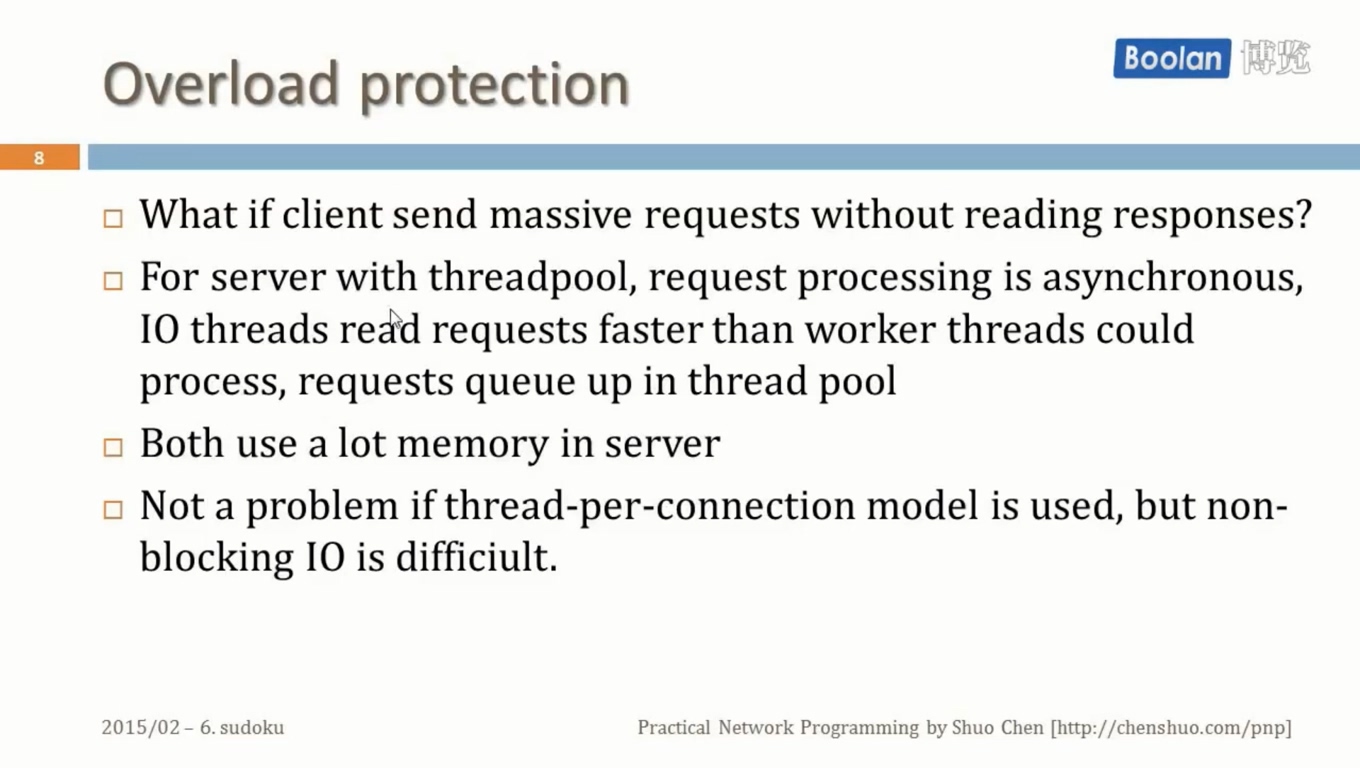 Overload protection
Boolan 博览
8
What if client send massive requests without reading responses?
For server with threadpool, request processing is asynchronous,
IO threads read requests faster than worker threads could
process, requests queue up in thread pool
Both use a lot memory in server
Not a problem if thread-per-connection model is used, but non-
blocking IO is difficiult.
2015/02 – 6. sudoku
Practical Network Programming by Shuo Chen [http://chenshuo.com/pnp]